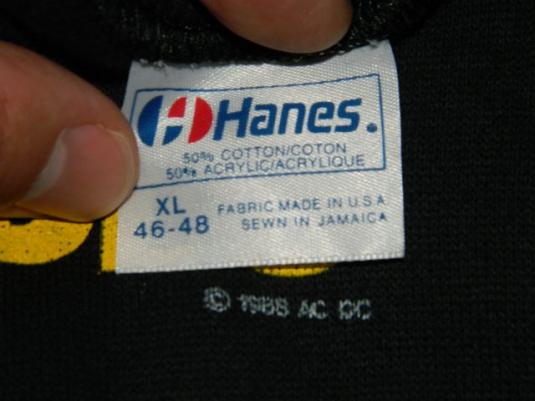 Hanes.
50% COTTON/COTON
50% ACRYLIC/ACRYLIQUE
XL
46-48
FABRIC MADE IN U.S.A
SEWN IN JAMAICA
© 1988 AC DC